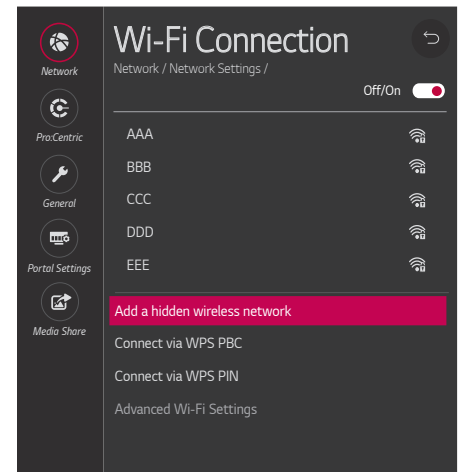 Wi-Fi Connection
Network / Network Settings /
Off/On
Network
Pro:Centric
General
Portal Settings
Media Share
AAA
BBB
CCC
DDD
EEE
Add a hidden wireless network
Connect via WPS PBC
Connect via WPS PIN
Advanced Wi-Fi Settings